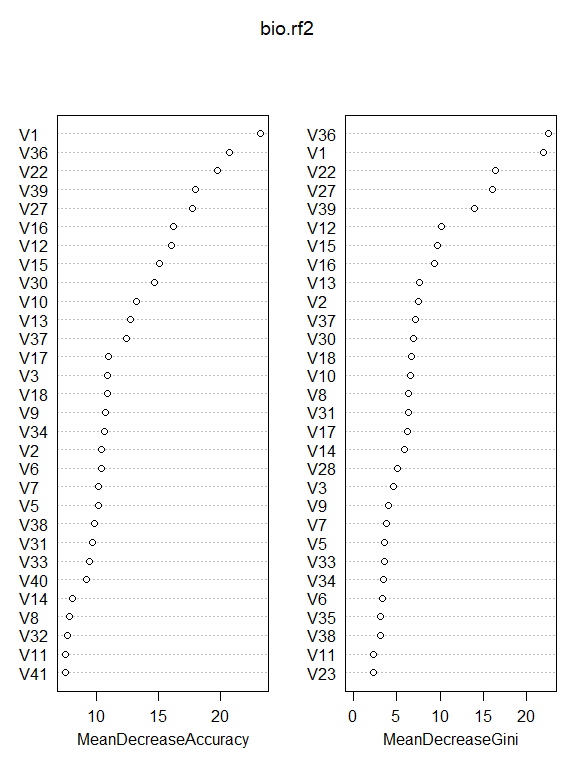 bio.rf2
V1
V36
V22
V39
V27
V16
V12
V15
V30
V10
V13
V37
V17
V3
V18
V9
V34
V2
V6
V7
V5
V38
V31
V33
V40
V14
V8
V32
V11
V41
10 15 20
MeanDecreaseAccuracy
V36
V1
V22
V27
V39
V12
V15
V16
V13
V2
V37
V30
V18
V10
V8
V31
V17
V14
V28
V3
V9
V7
V5
V33
V34
V6
V35
V38
V11
V23
0 5 10 15 20
MeanDecreaseGini